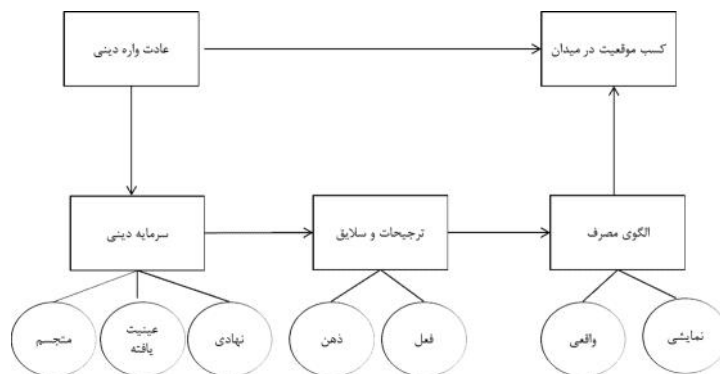 کسب موقعیت در میدان
عادت واره دینی
الگوی مصرف
ترجیحات و سلایق
سرمایه دینی
نمایشی
واقعی
فعل
ذهن
نهادی
عینیت
یافته
متجسم